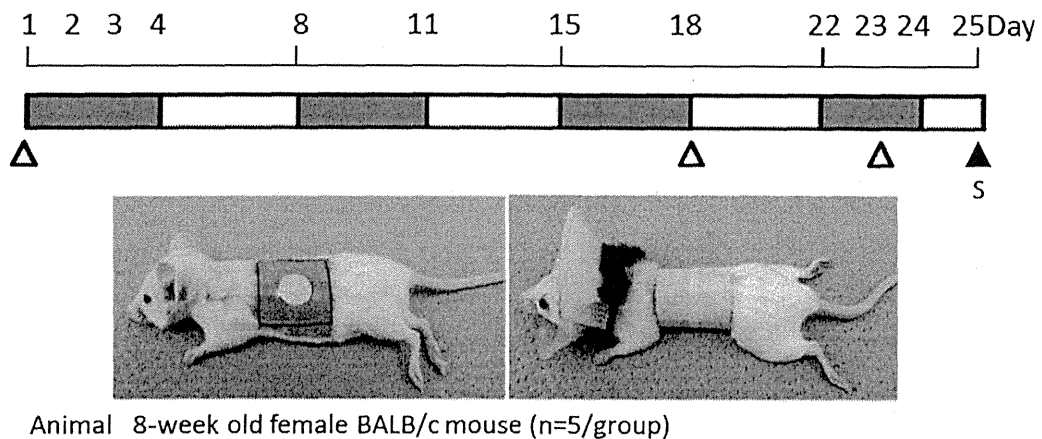 1 2 3 4 8 11 15 18 22 23 24 25Day
S
Animal 8-week old female BALB/c mouse (n=5/group)